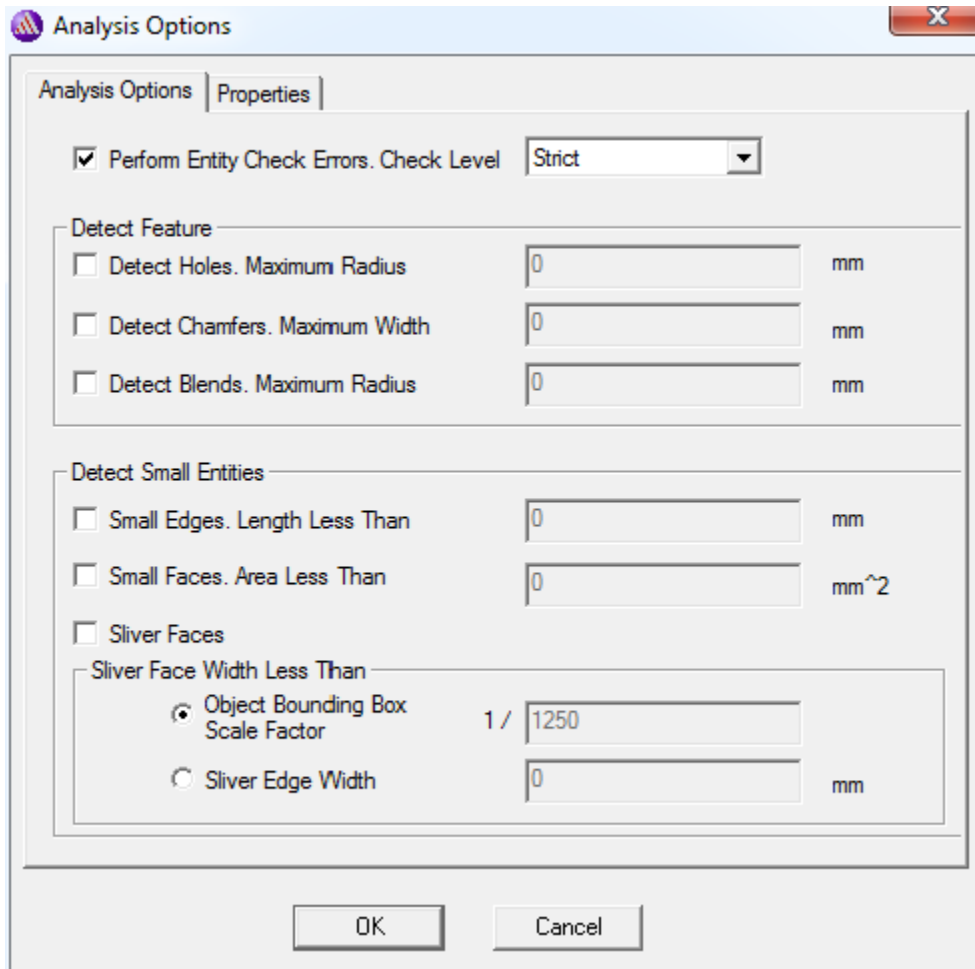 Analysis Options
Analysis Options Properties
Perform Entity Check Errors. Check Level Strict
Detect Feature
Detect Holes. Maximum Radius 0 mm
Detect Chamfers. Maximum Width 0 mm
Detect Blends. Maximum Radius 0 mm
Detect Small Entities
Small Edges. Length Less Than 0 mm
Small Faces. Area Less Than 0 mm^2
Sliver Faces
Sliver Face Width Less Than
Object Bounding Box
Scale Factor 1 / 1250
Sliver Edge Width 0 mm
OK Cancel